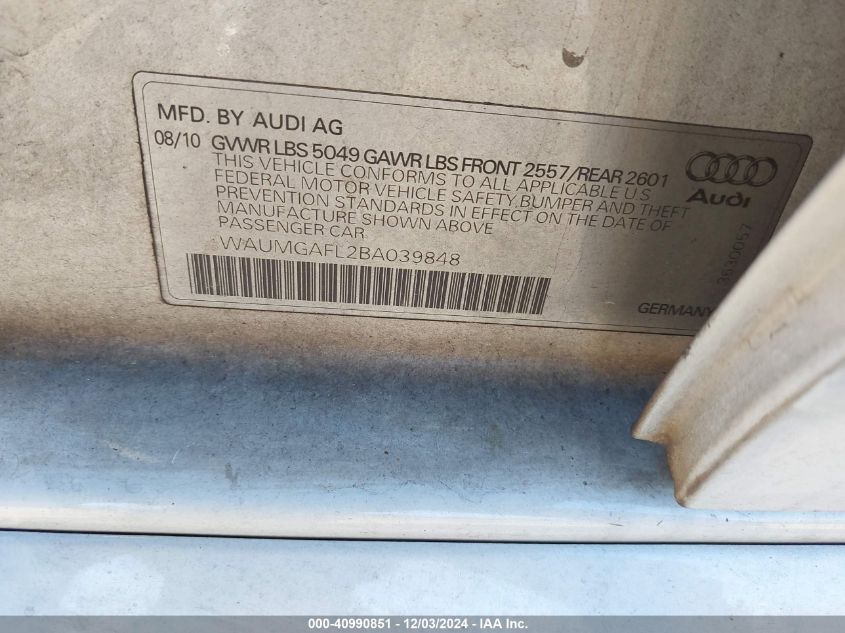 MFD. BY AUDI AG
08/10 GVWR LBS 5049 GAWR LBS FRONT 2557/REAR 2601
THIS VEHICLE CONFORMS TO ALL APPLICABLE U.S
FEDERAL MOTOR VEHICLE SAFETY,BUMPER AND THEFT
PREVENTION STANDARDS IN EFFECT ON THE DATE OF
MANUFACTURE SHOWN ABOVE
PASSENGER CAR
*WAUMGAFL2BA039848
Audi
3630057
GERMANY
000-40990851 - 12/03/2024 - IAA Inc.